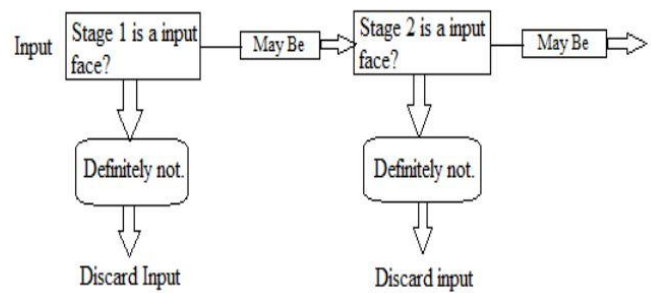 Input
Stage 1 is a input
face?
May Be
Stage 2 is a input
face?
May Be
Definitely not.
Definitely not.
Discard Input
Discard input